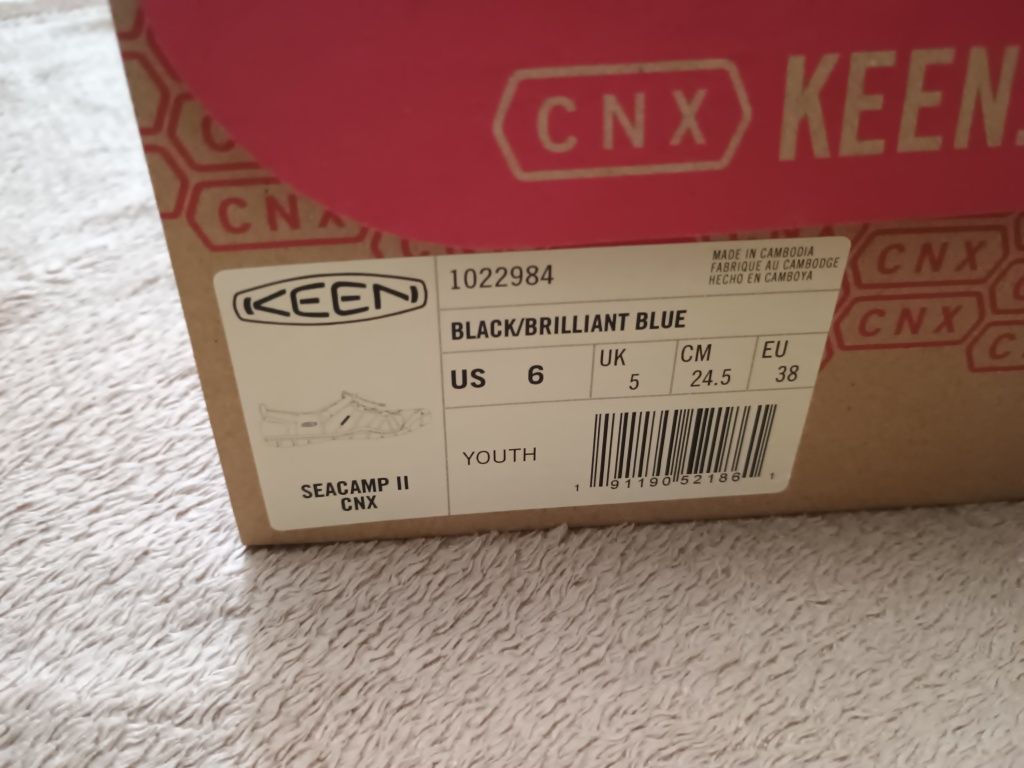 CNX KEEN
CNX
CNX
CNX
KEEN
1022984
MADE IN CAMBODIA
FABRIQUE AU CAMBODGE
HECHO EN CAMBOYA
BLACK/BRILLIANT BLUE
US 6
UK 5
CM 24.5
EU 38
YOUTH
1 91190 52186 1
SEACAMP II
CNX